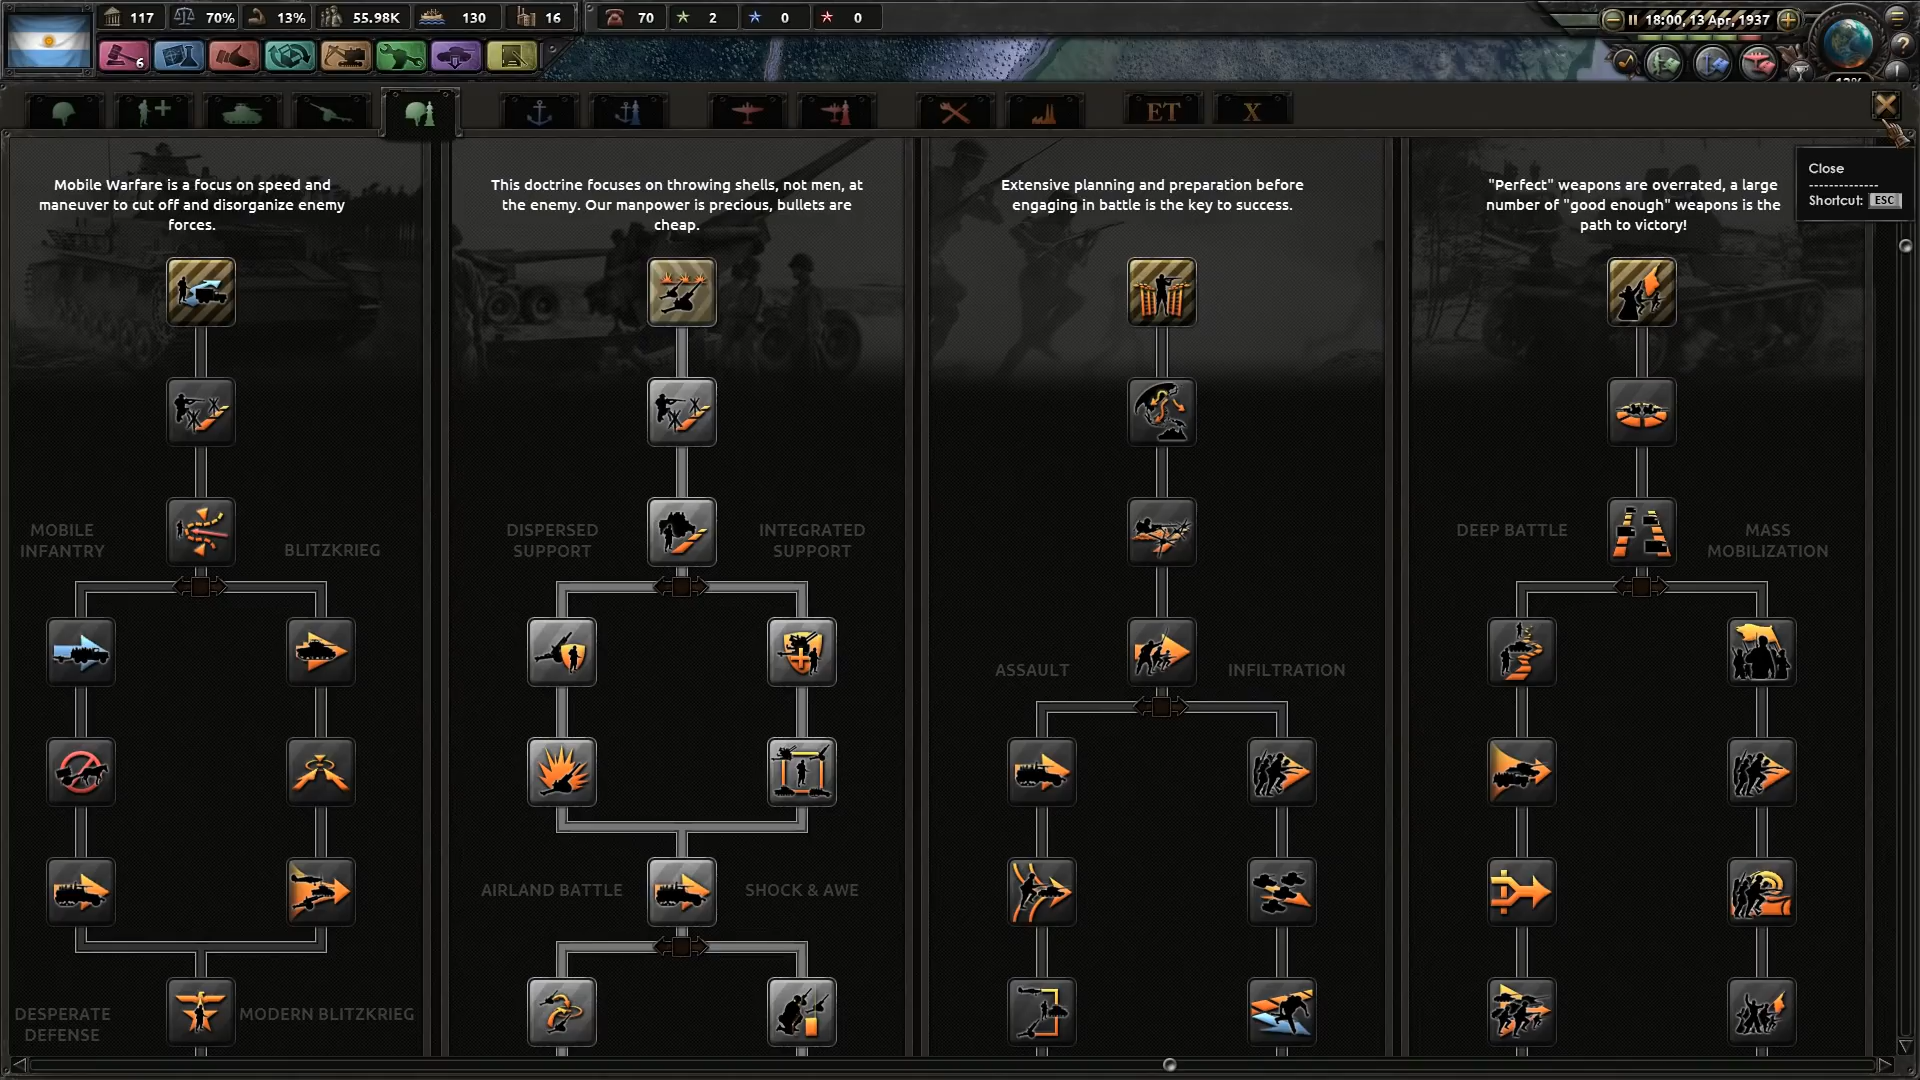 117
70%
13%
55.98K
130
16
70
2
0
0
18:00, 13 Apr, 1937
6
ET
X
Close
--------------
Shortcut: ESC
Mobile Warfare is a focus on speed and
maneuver to cut off and disorganize enemy
forces.
This doctrine focuses on throwing shells, not men, at
the enemy. Our manpower is precious, bullets are
cheap.
Extensive planning and preparation before
engaging in battle is the key to success.
"Perfect" weapons are overrated, a large
number of "good enough" weapons is the
path to victory!
MOBILE
INFANTRY
BLITZKRIEG
DISPERSED
SUPPORT
INTEGRATED
SUPPORT
DEEP BATTLE
MASS
MOBILIZATION
ASSAULT
INFILTRATION
AIRLAND BATTLE
SHOCK & AWE
DESPERATE
DEFENSE
MODERN BLITZKRIEG